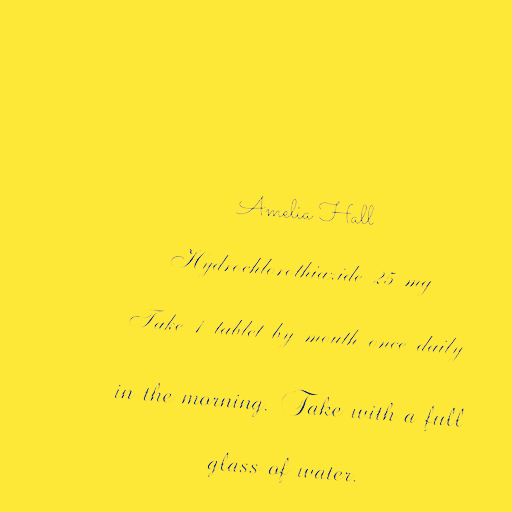 Amelia Hall
Hydrochlorothiazide 25 mg
Take 1 tablet by mouth once daily
in the morning. Take with a full
glass of water.